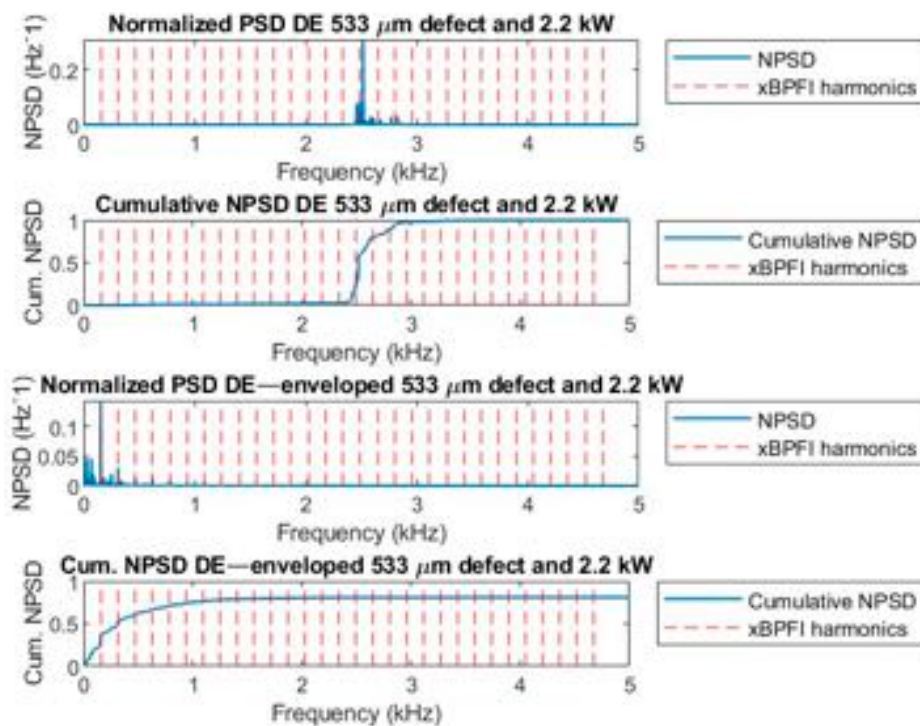 Normalized PSD DE 533 μm defect and 2.2 kW
NPSD (Hz^-1)
0.2
0
0 1 2 3 4 5
Frequency (kHz)
NPSD
xBPFI harmonics
Cumulative NPSD DE 533 μm defect and 2.2 kW
Cum. NPSD
1
0.5
0
0 1 2 3 4 5
Frequency (kHz)
Cumulative NPSD
xBPFI harmonics
Normalized PSD DE—enveloped 533 μm defect and 2.2 kW
NPSD (Hz^-1)
0.1
0.05
0
0 1 2 3 4 5
Frequency (kHz)
NPSD
xBPFI harmonics
Cum. NPSD DE—enveloped 533 μm defect and 2.2 kW
Cum. NPSD
1
0.5
0
0 1 2 3 4 5
Frequency (kHz)
Cumulative NPSD
xBPFI harmonics